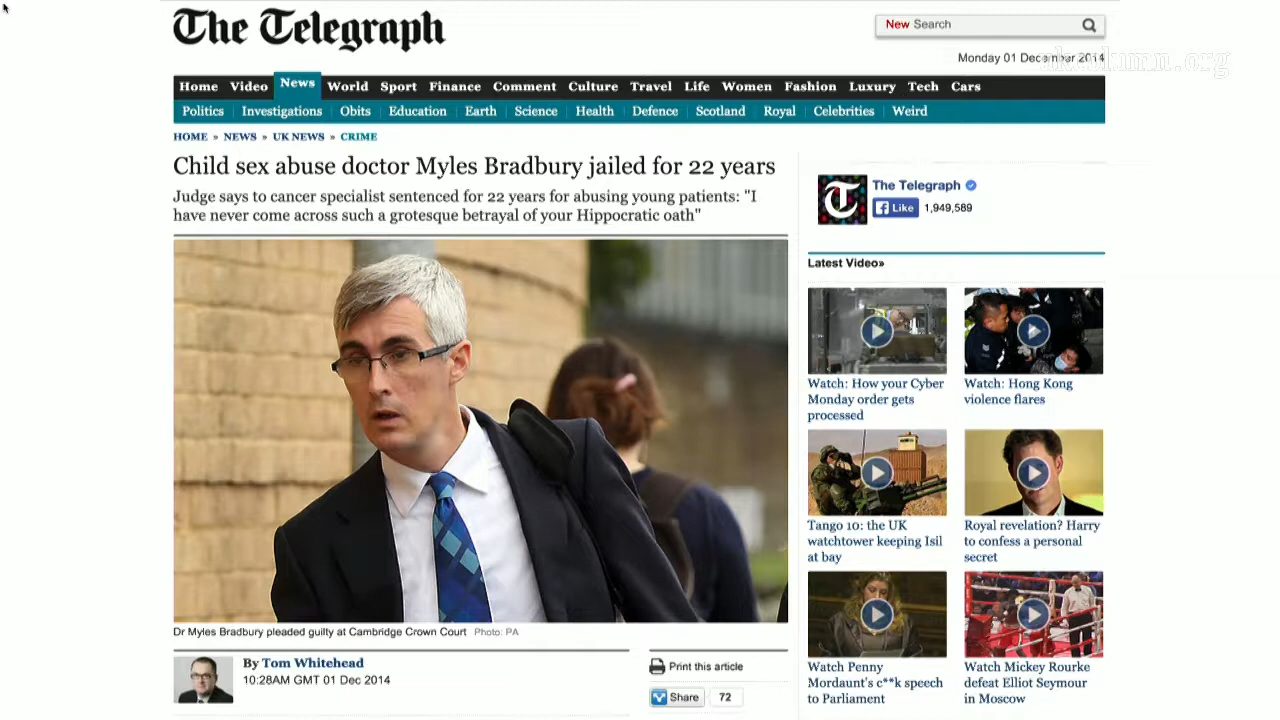 The Telegraph
New Search
Monday 01 December 2014
ukcolumn.org
Home Video News World Sport Finance Comment Culture Travel Life Women Fashion Luxury Tech Cars
Politics Investigations Obits Education Earth Science Health Defence Scotland Royal Celebrities Weird
HOME » NEWS » UK NEWS » CRIME
Child sex abuse doctor Myles Bradbury jailed for 22 years
Judge says to cancer specialist sentenced for 22 years for abusing young patients: "I
have never come across such a grotesque betrayal of your Hippocratic oath"
Dr Myles Bradbury pleaded guilty at Cambridge Crown Court Photo: PA
By Tom Whitehead
10:28AM GMT 01 Dec 2014
Print this article
Share 72
The Telegraph
Like 1,949,589
Latest Video»
Watch: How your Cyber
Monday order gets
processed
Watch: Hong Kong
violence flares
Tango 10: the UK
watchtower keeping Isil
at bay
Royal revelation? Harry
to confess a personal
secret
Watch Penny
Mordaunt's c**k speech
to Parliament
Watch Mickey Rourke
defeat Elliot Seymour
in Moscow